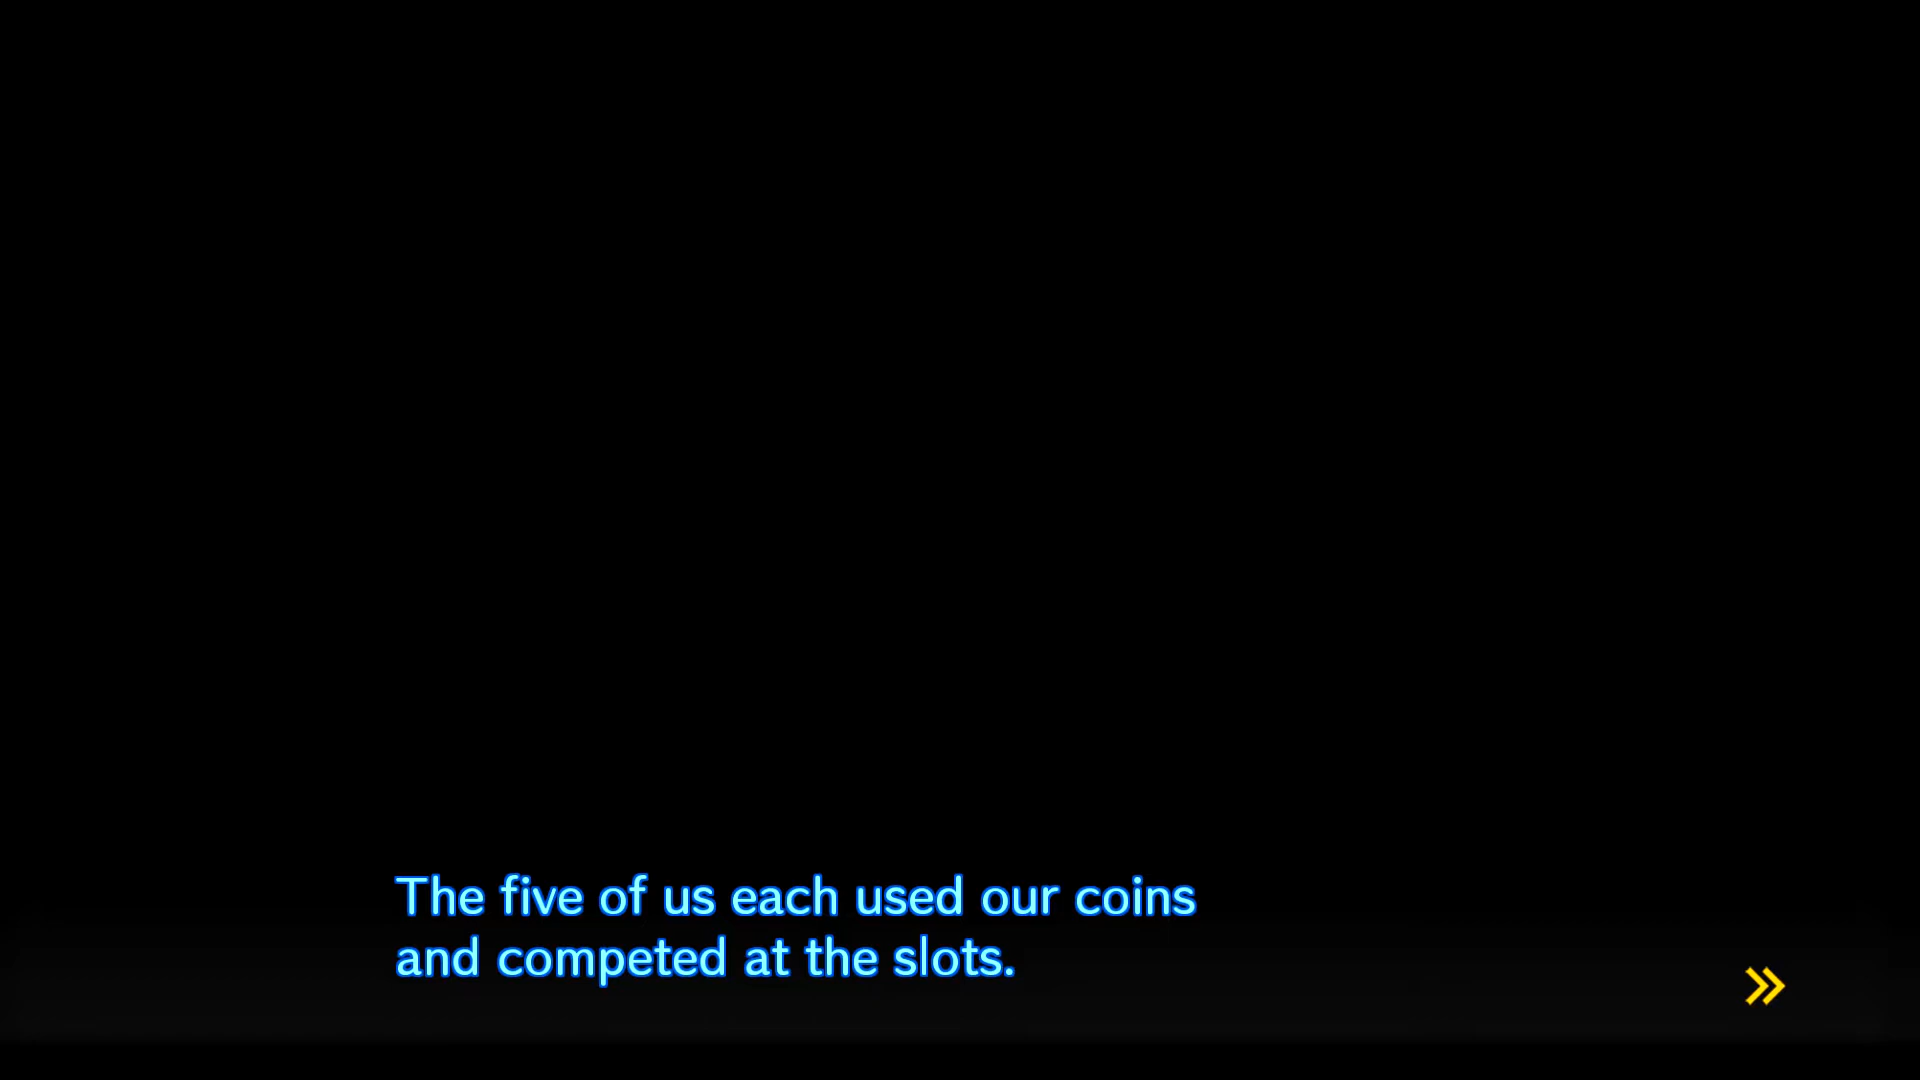 The five of us each used our coins
and competed at the slots.